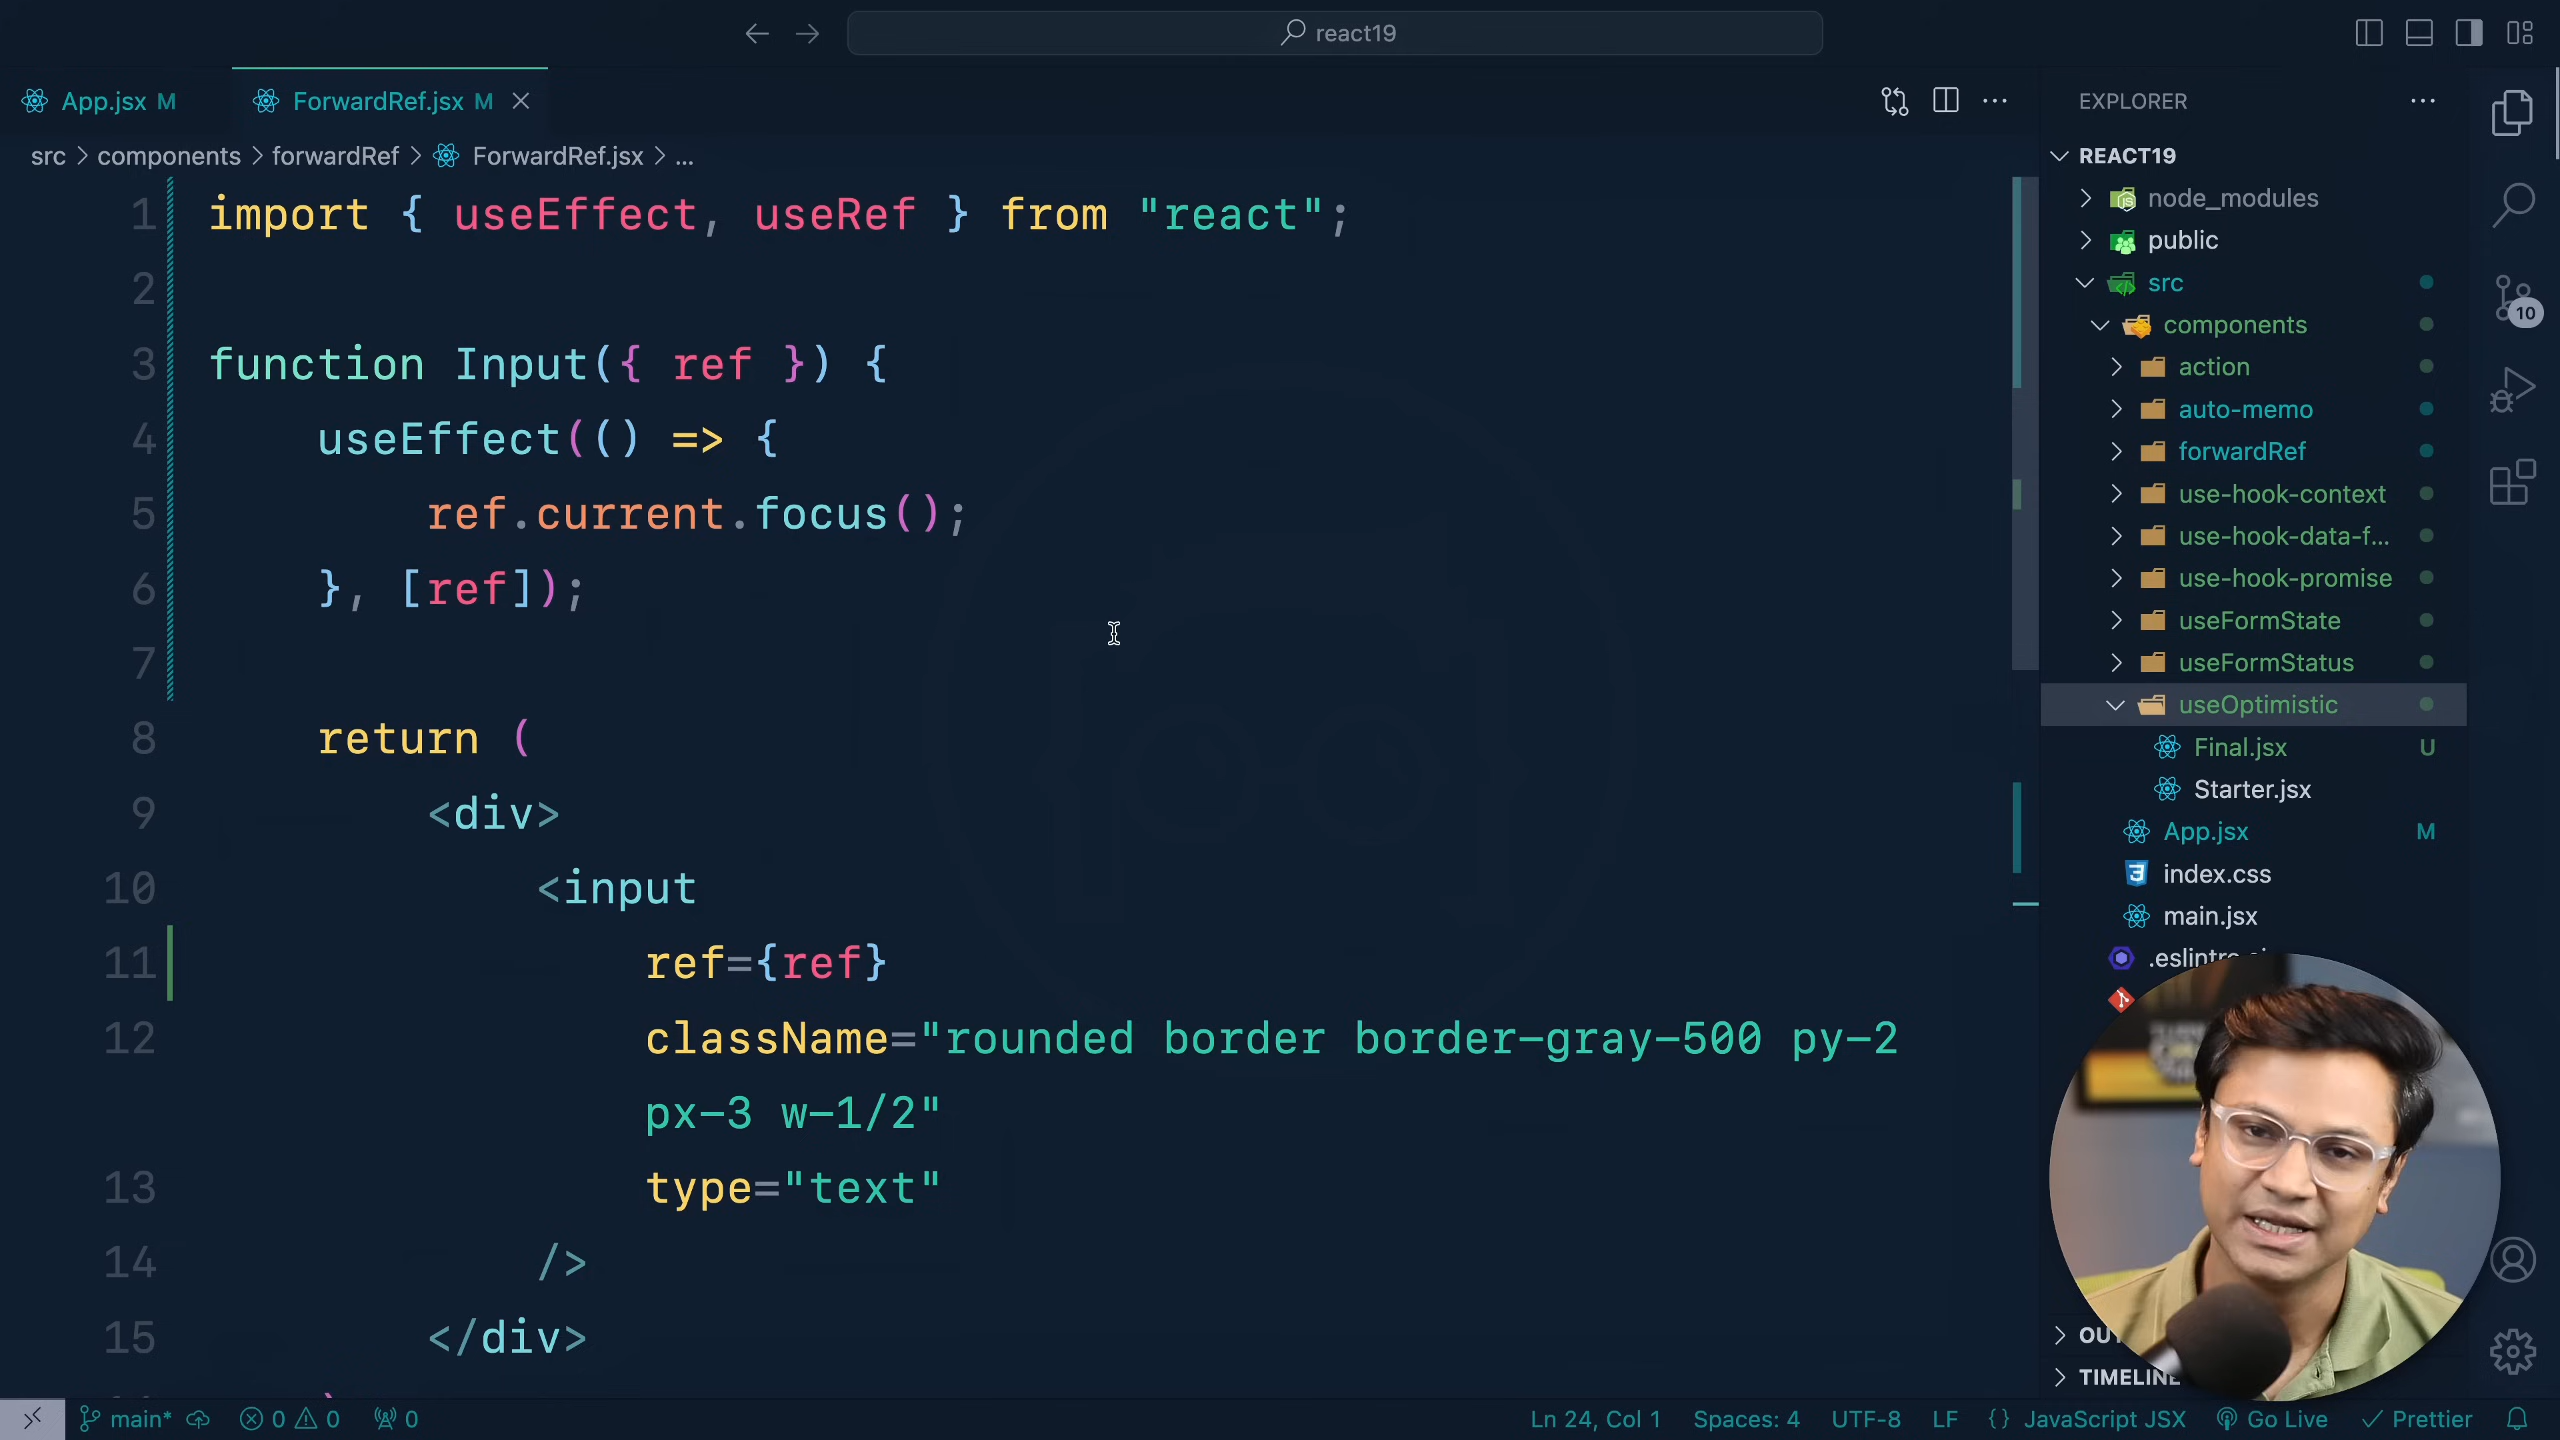 react19
App.jsx M
ForwardRef.jsx M
src > components > forwardRef > ForwardRef.jsx > ...
1 import { useEffect, useRef } from "react";
2
3 function Input({ ref }) {
4 useEffect(() => {
5 ref.current.focus();
6 }, [ref]);
7
8 return (
9 <div>
10 <input
11 ref={ref}
12 className="rounded border border-gray-500 py-2
px-3 w-1/2"
13 type="text"
14 />
15 </div>
EXPLORER
REACT19
node_modules
public
src
components
action
auto-memo
forwardRef
use-hook-context
use-hook-data-f...
use-hook-promise
useFormState
useFormStatus
useOptimistic
Final.jsx U
Starter.jsx
App.jsx M
index.css
main.jsx
TIMELINE
10
main* 0 0 0
Ln 24, Col 1 Spaces: 4 UTF-8 LF {} JavaScript JSX Go Live Prettier